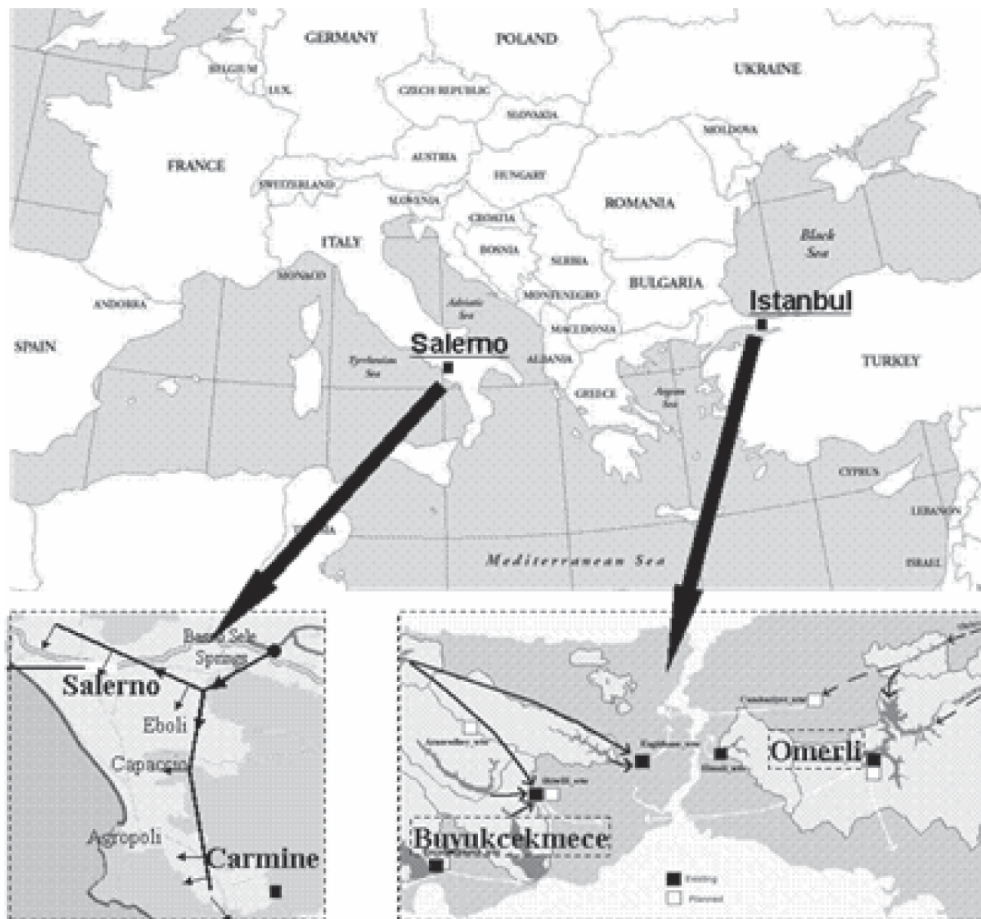 GERMANY
POLAND
BELGIUM
UKRAINE
LUX.
CZECH REPUBLIC
SLOVAKIA
MOLDOVA
FRANCE
AUSTRIA
HUNGARY
SWITZERLAND
SLOVENIA
ROMANIA
CROATIA
ITALY
BOSNIA
SERBIA
Black
Sea
MONACO
BULGARIA
ANDORRA
Adriatic
Sea
MONTENEGRO
Istanbul
MACEDONIA
SPAIN
Salerno
Tyrrhenian
Sea
ALBANIA
TURKEY
GREECE
Aegean
Sea
CYPRUS
LEBANON
Mediterranean Sea
ISRAEL
Sele
Springs
Salerno
Eboli
Capaccio
Agropoli
Carmine
Omerli
Buyukcekmece
Existing
Planned